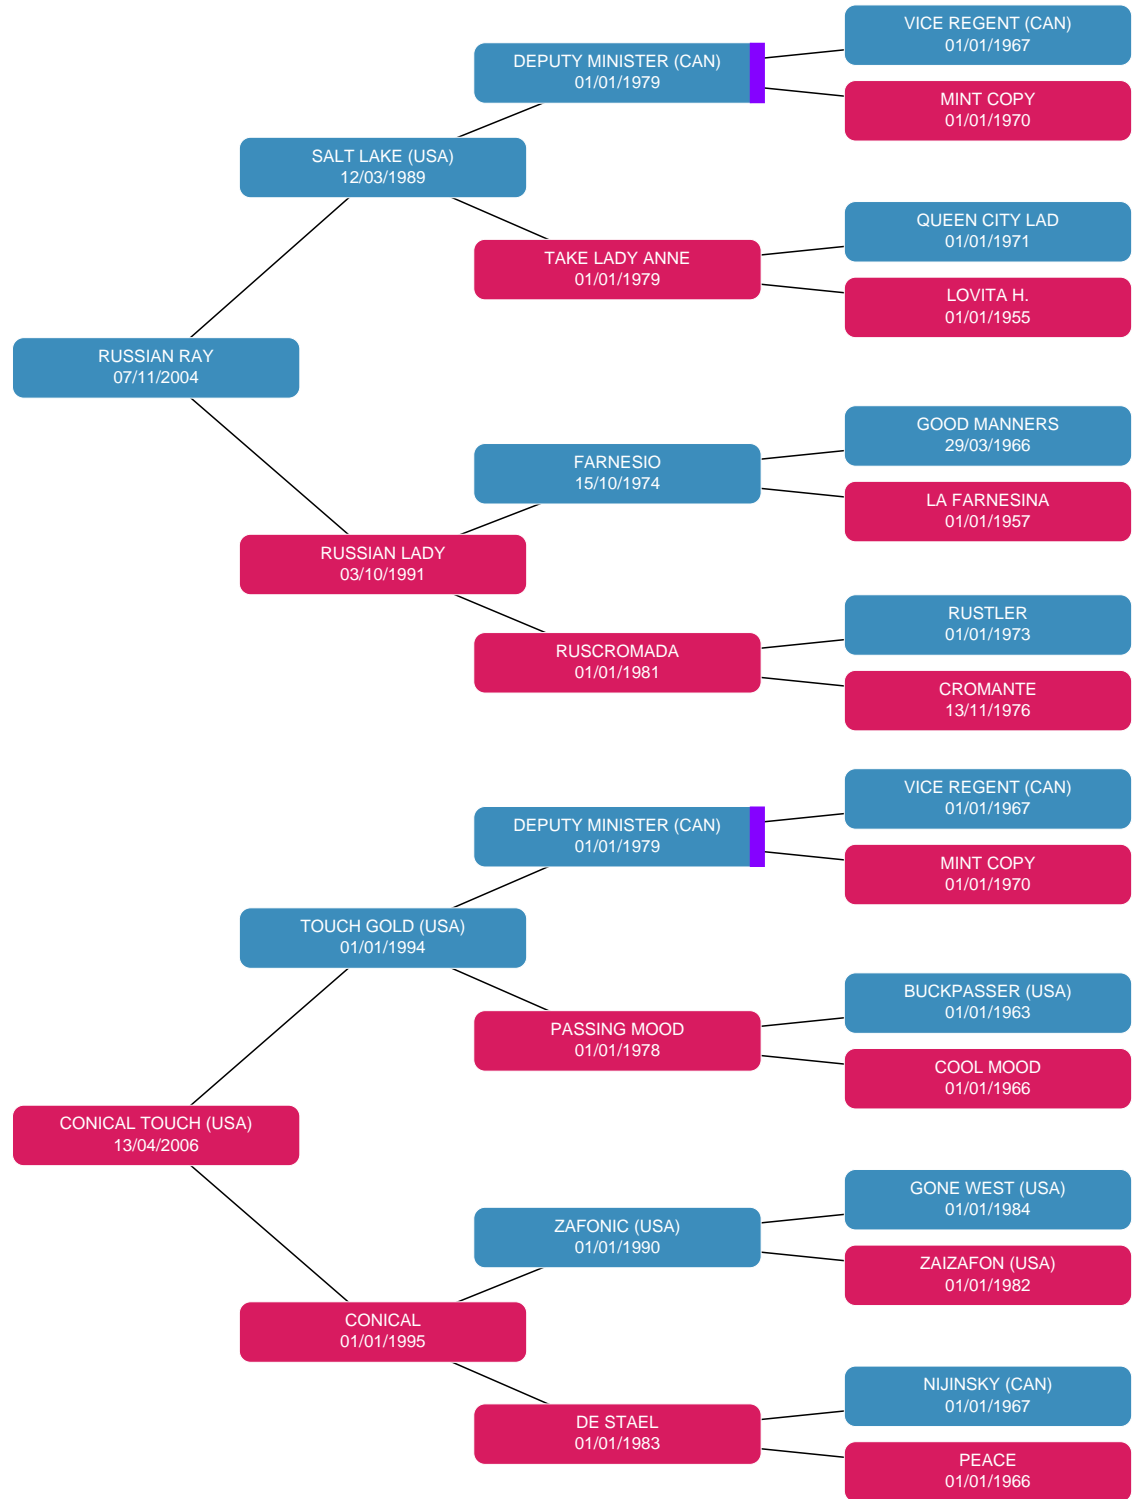 VICE REGENT (CAN)
01/01/1967
DEPUTY MINISTER (CAN)
01/01/1979
MINT COPY
01/01/1970
SALT LAKE (USA)
12/03/1989
QUEEN CITY LAD
01/01/1971
TAKE LADY ANNE
01/01/1979
LOVITA H.
01/01/1955
RUSSIAN RAY
07/11/2004
GOOD MANNERS
29/03/1966
FARNESIO
15/10/1974
LA FARNESINA
01/01/1957
RUSSIAN LADY
03/10/1991
RUSTLER
01/01/1973
RUSCROMADA
01/01/1981
CROMANTE
13/11/1976
VICE REGENT (CAN)
01/01/1967
DEPUTY MINISTER (CAN)
01/01/1979
MINT COPY
01/01/1970
TOUCH GOLD (USA)
01/01/1994
BUCKPASSER (USA)
01/01/1963
PASSING MOOD
01/01/1978
COOL MOOD
01/01/1966
CONICAL TOUCH (USA)
13/04/2006
GONE WEST (USA)
01/01/1984
ZAFONIC (USA)
01/01/1990
ZAIZAFON (USA)
01/01/1982
CONICAL
01/01/1995
NIJINSKY (CAN)
01/01/1967
DE STAEL
01/01/1983
PEACE
01/01/1966